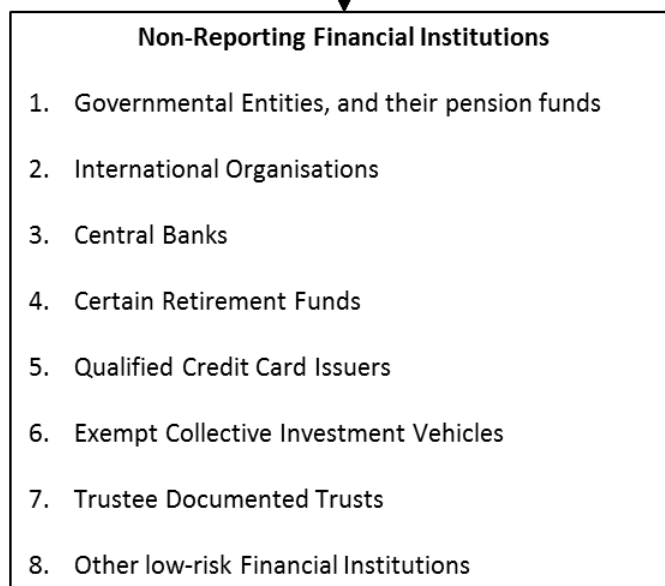 Non-Reporting Financial Institutions
1. Governmental Entities, and their pension funds
2. International Organisations
3. Central Banks
4. Certain Retirement Funds
5. Qualified Credit Card Issuers
6. Exempt Collective Investment Vehicles
7. Trustee Documented Trusts
8. Other low-risk Financial Institutions